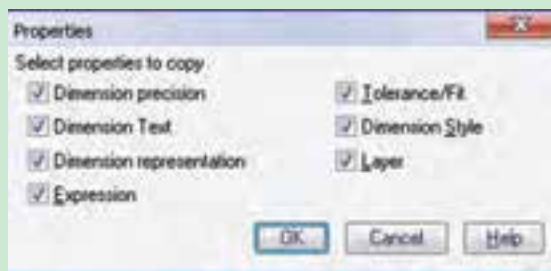 Properties
Select properties to copy
Dimension precision
Tolerance/Fit
Dimension Text
Dimension Style
Dimension representation
Layer
Expression
OK Cancel Help